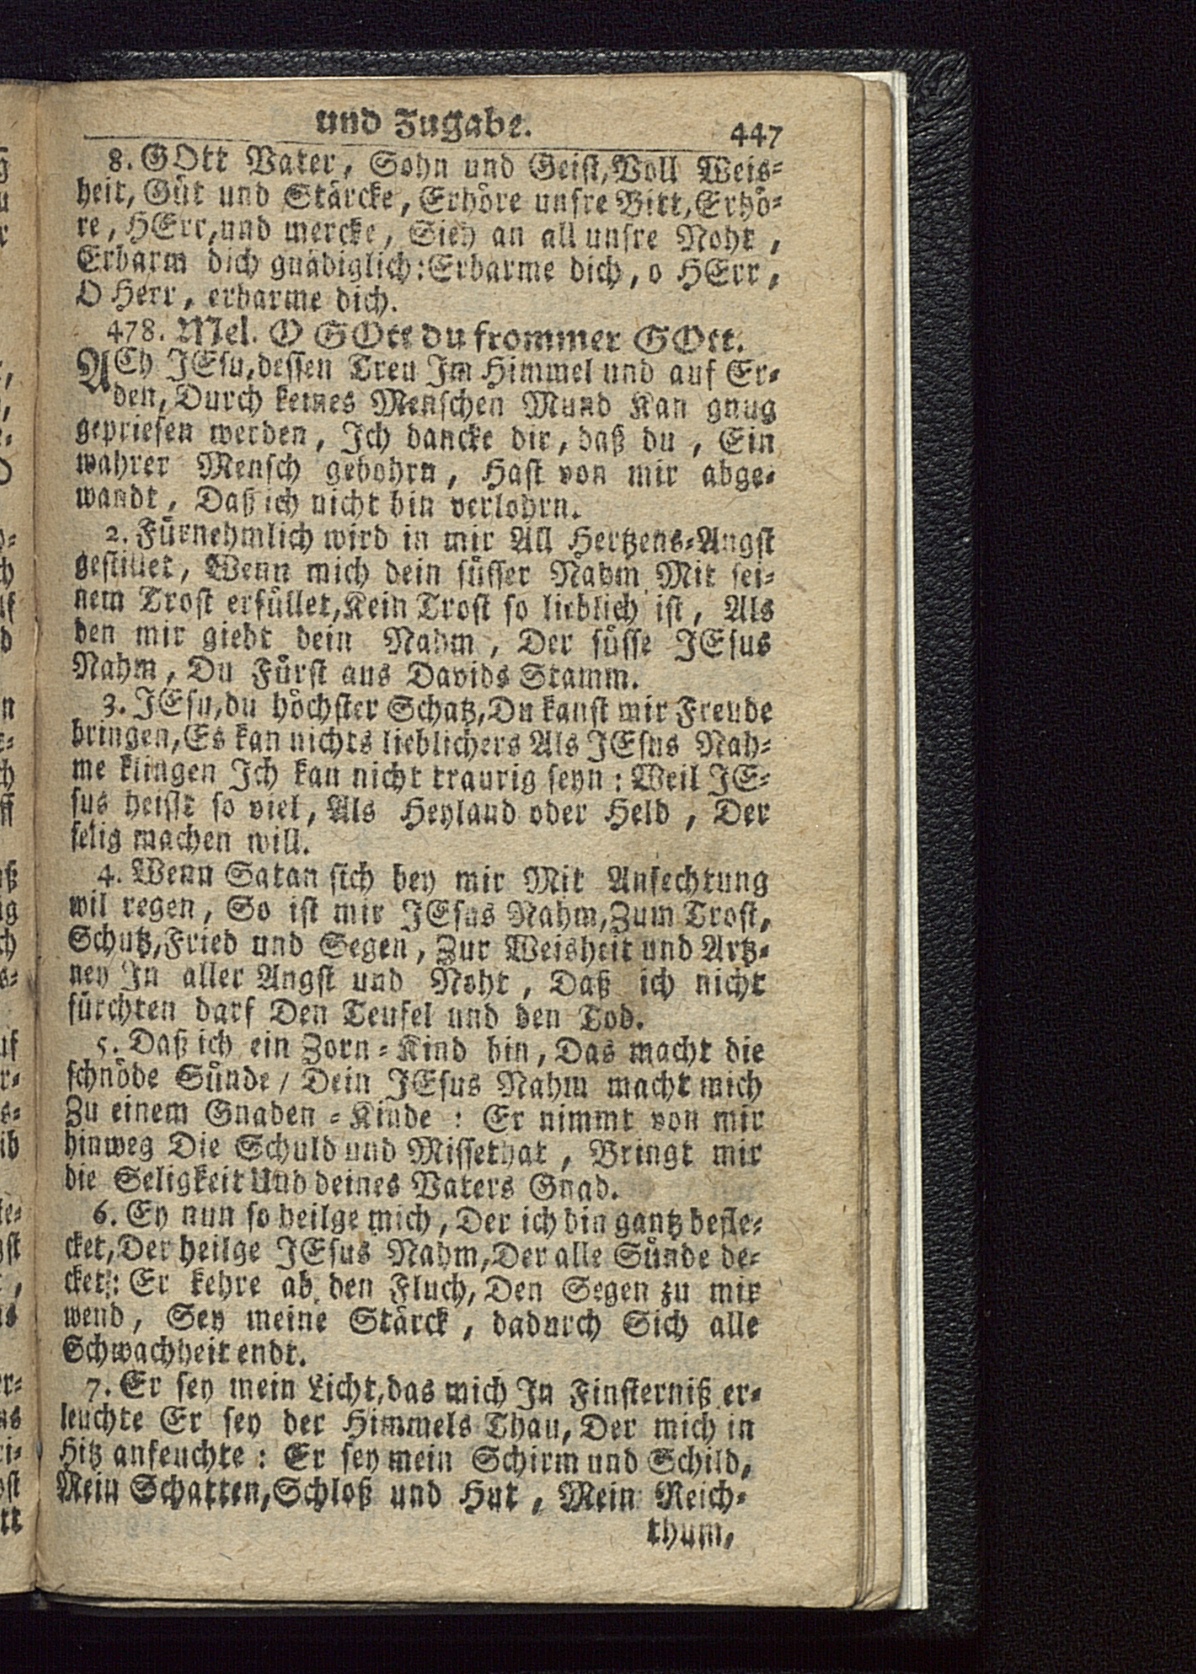 und Zugabe. 447
8. GOtt Vater, Sohn und Geist, Voll Weis-
heit, Güt und Stärcke, Erhöre unsre Bitt, Erhö-
re, HErr, und mercke, Sieh an all unsre Noht,
Erbarm dich gnädiglich: Erbarme dich, o HErr,
O Herr, erbarme dich.
478. Mel. O GOtt du frommer GOtt.
ACh JEsu, dessen Treu Im Himmel und auf Er-
den, Durch keines Menschen Mund Kan gnug
gepriesen werden, Ich dancke dir, daß du, Ein
wahrer Mensch gebohrn, Hast von mir abge-
wandt, Daß ich nicht bin verlohrn.
2. Fürnehmlich wird in mir All Hertzens-Angst
gestillet, Wenn mich dein süsser Nahm Mit sei-
nem Trost erfüllet, Kein Trost so lieblich ist, Als
den mir giebt dein Nahm, Der süsse JEsus
Nahm, Du Fürst aus Davids Stamm.
3. JEsu, du höchster Schatz, Du kanst mir Freude
bringen, Es kan nichts lieblichers Als JEsus Nah-
me klingen Ich kan nicht traurig seyn: Weil JE-
sus heisst so viel, Als Heyland oder Held, Der
selig machen will.
4. Wenn Satan sich bey mir Mit Anfechtung
wil regen, So ist mir JEsus Nahm, Zum Trost,
Schutz, Fried und Segen, Zur Weisheit und Artz-
ney In aller Angst und Noht, Daß ich nicht
fürchten darf Den Teufel und den Tod.
5. Daß ich ein Zorn-Kind bin, Das macht die
schnöde Sünde / Dein JEsus Nahm macht mich
Zu einem Gnaden-Kinde: Er nimmt von mir
hinweg Die Schuld und Missethat, Bringt mir
die Seligkeit Und deines Vaters Gnad.
6. Ey nun so heilge mich, Der ich bin gantz befle-
cket, Der heilge JEsus Nahm, Der alle Sünde de-
cket: Er kehre ab den Fluch, Den Segen zu mir
wend, Sey meine Stärck, dadurch Sich alle
Schwachheit endt.
7. Er sey mein Licht, das mich In Finsterniß er-
leuchte Er sey der Himmels Thau, Der mich in
Hitz anfeuchte: Er sey mein Schirm und Schild,
Mein Schatten, Schloß und Hut, Mein Reich-
thum,